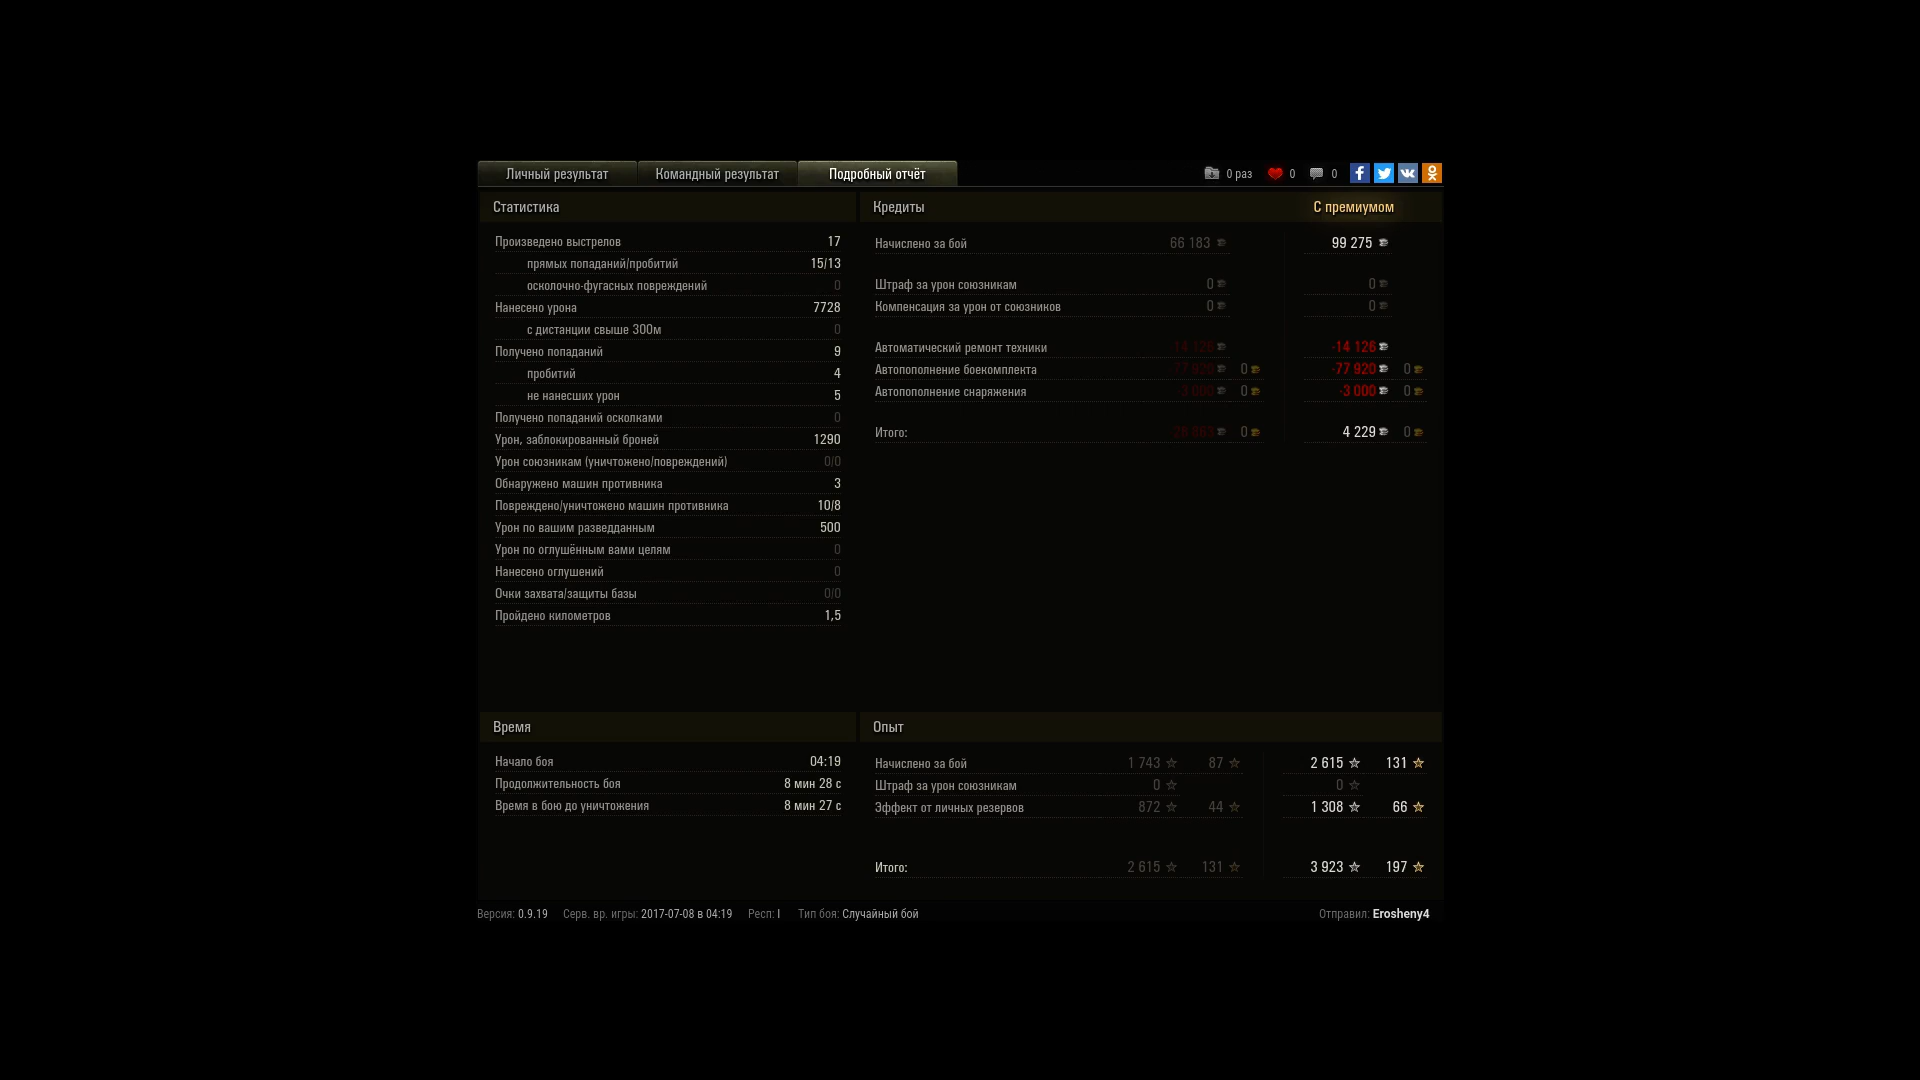 Личный результат Командный результат Подробный отчёт 0 раз 0 0
Статистика
Произведено выстрелов 17
прямых попаданий/пробитий 15/13
осколочно-фугасных повреждений 0
Нанесено урона 7728
с дистанции свыше 300м 0
Получено попаданий 9
пробитий 4
не нанесших урон 5
Получено попаданий осколками 0
Урон, заблокированный броней 1290
Урон союзникам (уничтожено/повреждений) 0/0
Обнаружено машин противника 3
Повреждено/уничтожено машин противника 10/8
Урон по вашим разведданным 500
Урон по оглушённым вами целям 0
Нанесено оглушений 0
Очки захвата/защиты базы 0/0
Пройдено километров 1,5
Кредиты С премиумом
Начислено за бой 66 183 99 275
Штраф за урон союзникам 0 0
Компенсация за урон от союзников 0 0
Автоматический ремонт техники -14 126 -14 126
Автопополнение боекомплекта -77 920 0 -77 920 0
Автопополнение снаряжения -3 000 0 -3 000 0
Итого: 0 4 229 0
Время
Начало боя 04:19
Продолжительность боя 8 мин 28 с
Время в бою до уничтожения 8 мин 27 с
Опыт
Начислено за бой 1 743 87 2 615 131
Штраф за урон союзникам 0 0
Эффект от личных резервов 872 44 1 308 66
Итого: 2 615 131 3 923 197
Версия: 0.9.19 Серв. вр. игры: 2017-07-08 в 04:19 Респ: I Тип боя: Случайный бой Отправил: Erosheny4